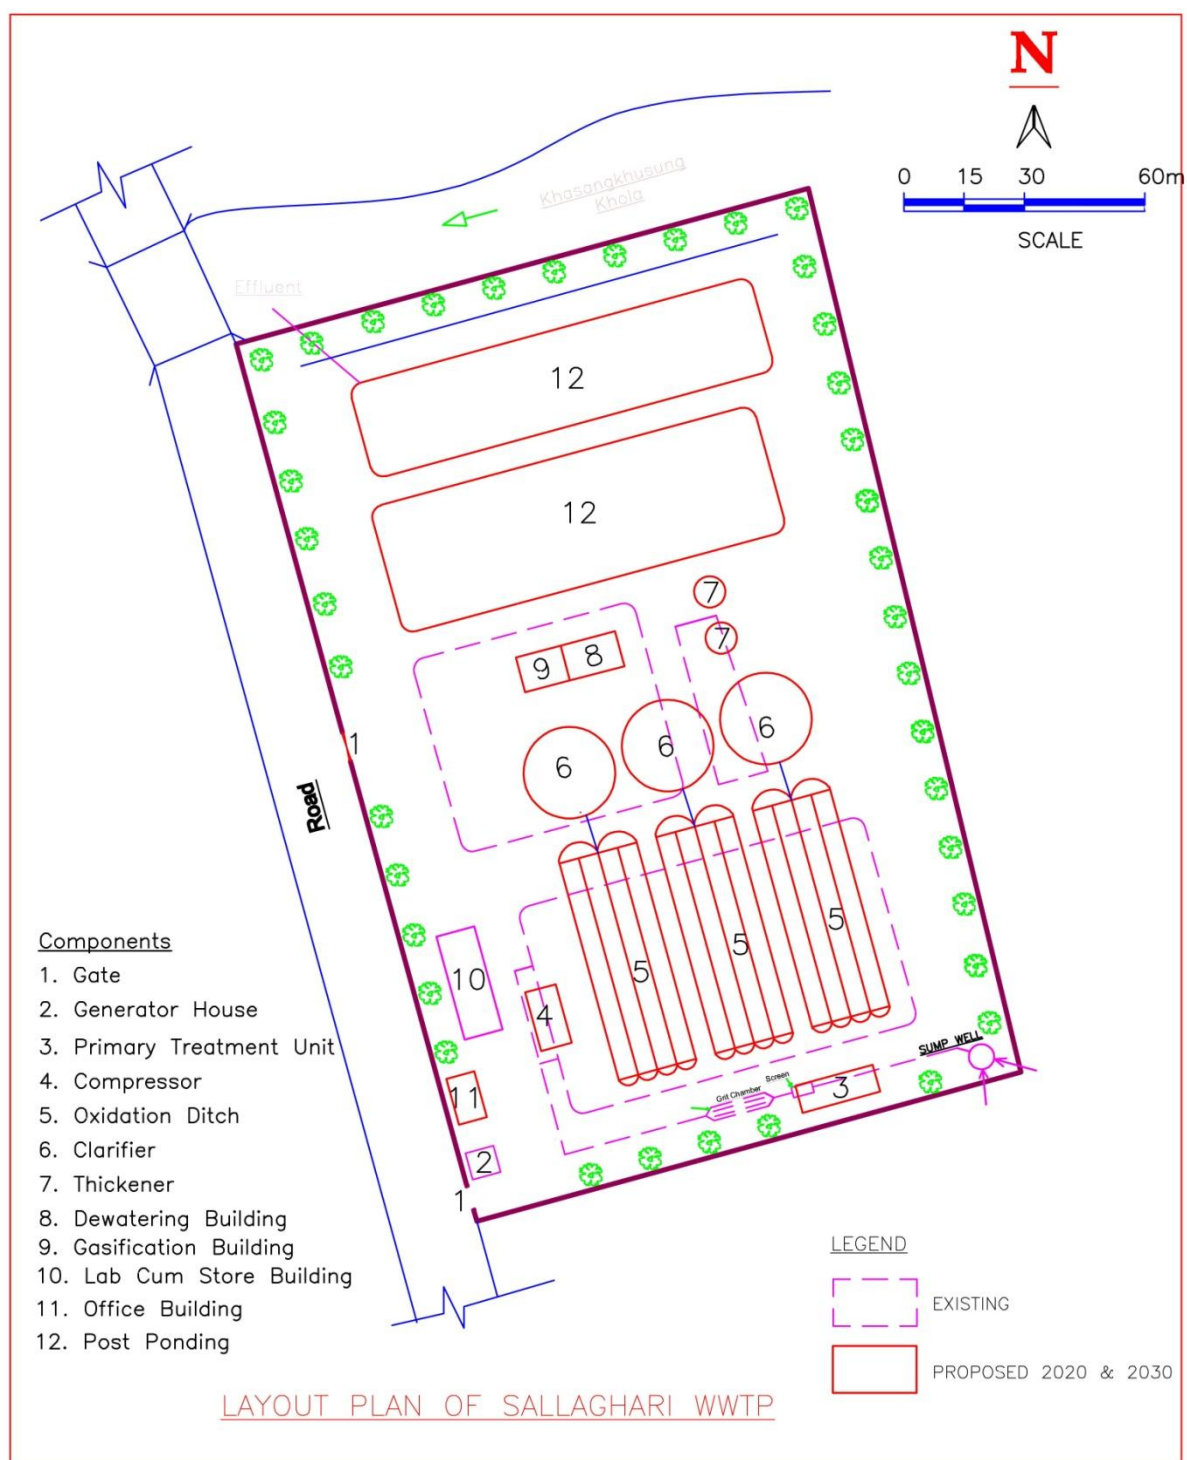 N
0 15 30 60m
SCALE
Khasangkhusung
Khola
Effluent
12
12
7
7
9 8
6
6
6
1
Road
5
5
5
10
4
11
3
2
1
SUMP WELL
Screen
Grit Chamber
Components
1. Gate
2. Generator House
3. Primary Treatment Unit
4. Compressor
5. Oxidation Ditch
6. Clarifier
7. Thickener
8. Dewatering Building
9. Gasification Building
10. Lab Cum Store Building
11. Office Building
12. Post Ponding
LEGEND
EXISTING
PROPOSED 2020 & 2030
LAYOUT PLAN OF SALLAGHARI WWTP